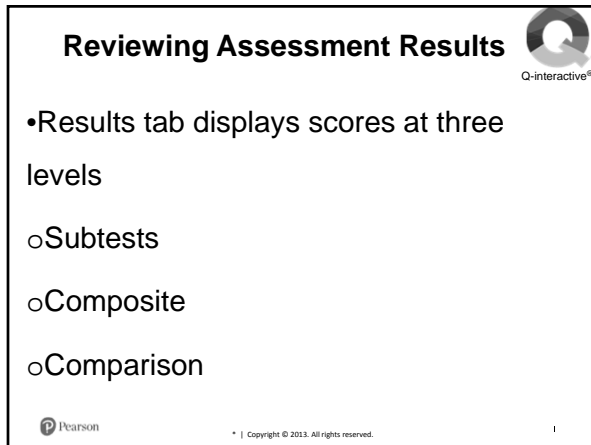 Reviewing Assessment Results
Q-interactive®
•Results tab displays scores at three
levels
oSubtests
oComposite
oComparison
Pearson
* | Copyright © 2013. All rights reserved.